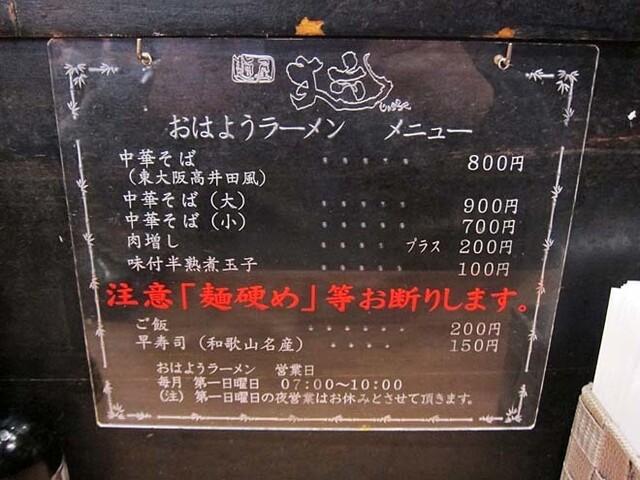 おはようラーメン メニュー
中華そば 800円
(東大阪高井田風)
中華そば(大) 900円
中華そば(小) 700円
肉増し プラス 200円
味付半熟煮玉子 100円
注意「麺硬め」等お断りします。
ご飯 200円
早寿司(和歌山名産) 150円
おはようラーメン 営業日
毎月 第一日曜日 07:00〜10:00
(注) 第一日曜日の夜営業はお休みとさせて頂きます。